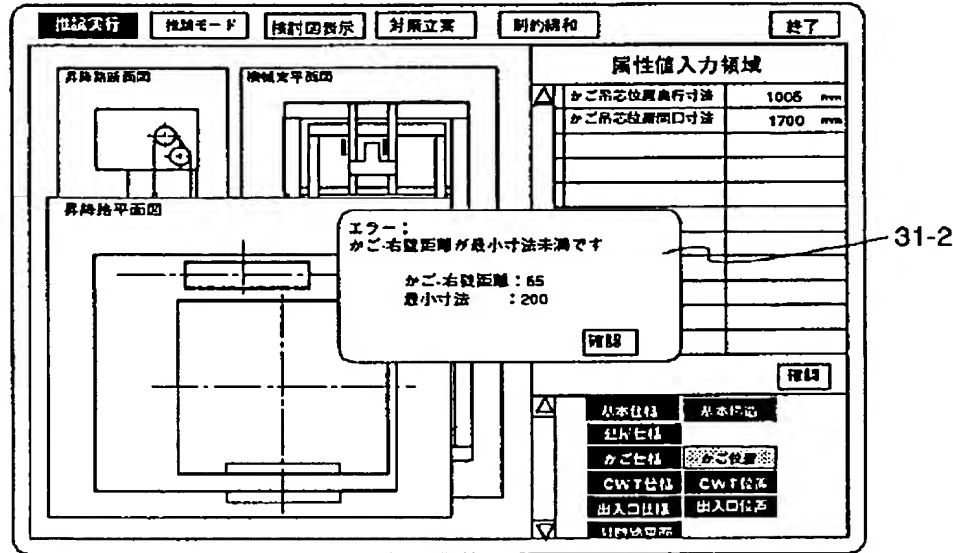 推論実行 推論モード 検討図表示 対策立案 制約緩和 終了
昇降路断面図 機械室平面図 属性値入力領域
かご吊芯位置奥行寸法 1005 mm
かご吊芯位置間口寸法 1700 mm
昇降路平面図
エラー：
かご-右壁距離が最小寸法未満です
かご-右壁距離：65
最小寸法 ：200
確認
31-2
確認
基本仕様 基本構造
かご仕様 かご位置
CWT仕様 CWT位置
出入口仕様 出入口位置